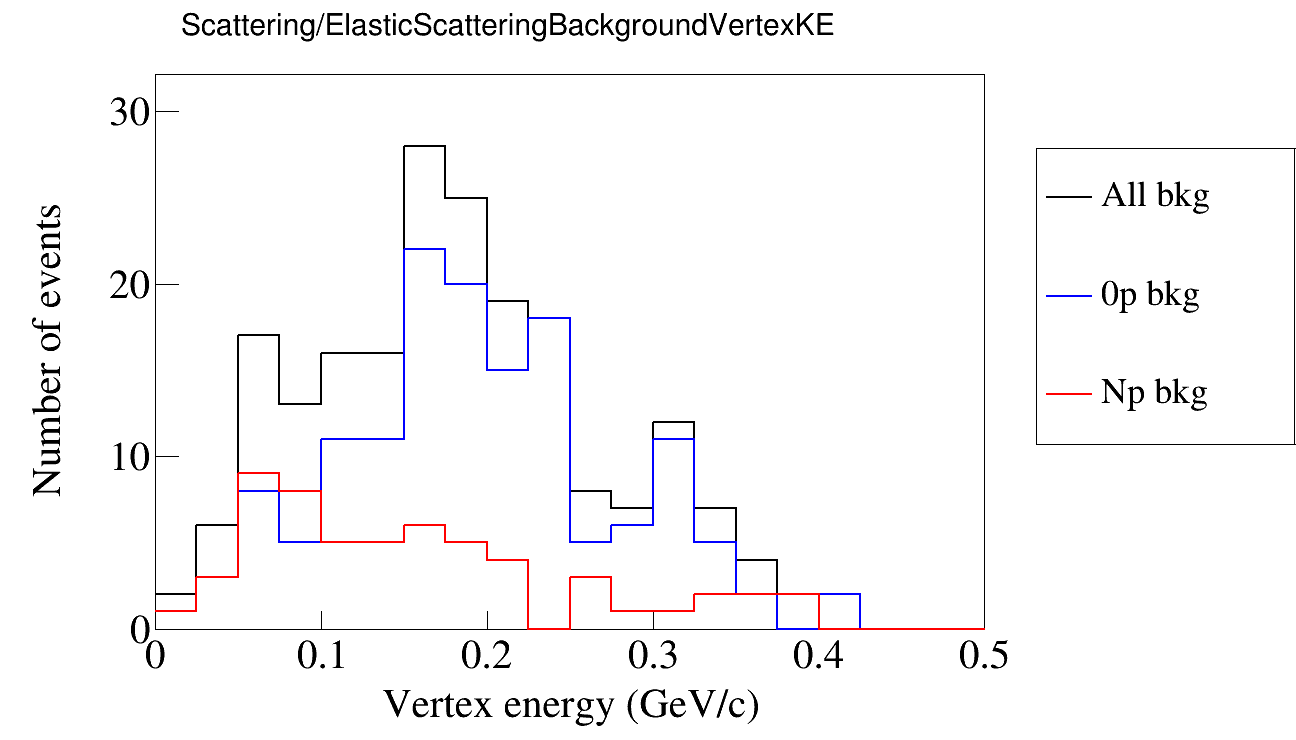 Scattering/ElasticScatteringBackgroundVertexKE
30
20
10
0
Number of events
0 0.1 0.2 0.3 0.4 0.5
Vertex energy (GeV/c)
All bkg
0p bkg
Np bkg